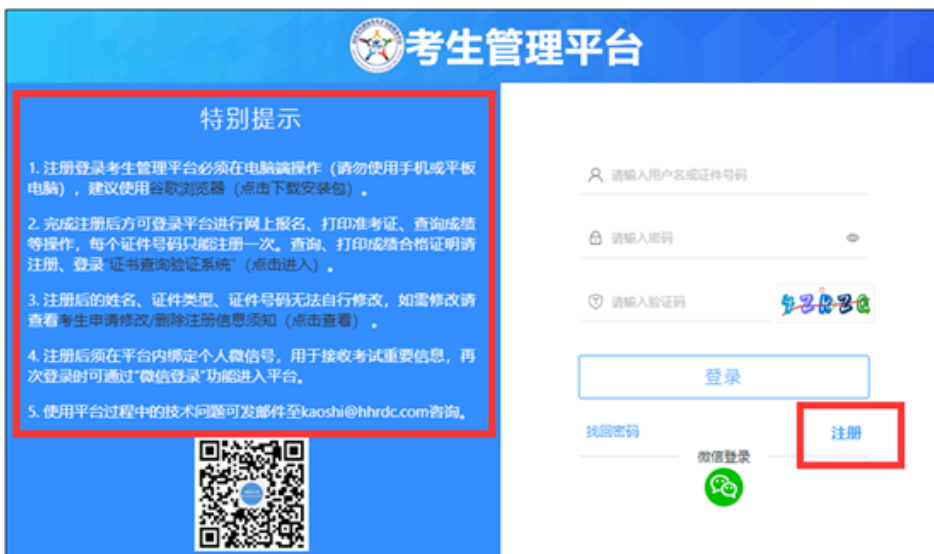 考生管理平台
特别提示
1. 注册登录考生管理平台必须在电脑端操作（请勿使用手机或平板
电脑），建议使用谷歌浏览器（点击下载安装包）。
2. 完成注册后方可登录平台进行网上报名、打印准考证、查询成绩
等操作，每个证件号码只能注册一次。查询、打印成绩合格证明请
注册、登录"证书查询验证系统"（点击进入）。
3. 注册后的姓名、证件类型、证件号码无法自行修改，如需修改请
查看考生申请修改/删除注册信息须知（点击查看）。
4. 注册后须在平台内绑定个人微信号，用于接收考试重要信息，再
次登录时可通过"微信登录"功能进入平台。
5. 使用平台过程中的技术问题可发邮件至kaoshi@hhrdc.com咨询。
请输入用户名或证件号码
请输入密码
请输入验证码
登录
找回密码
注册
微信登录